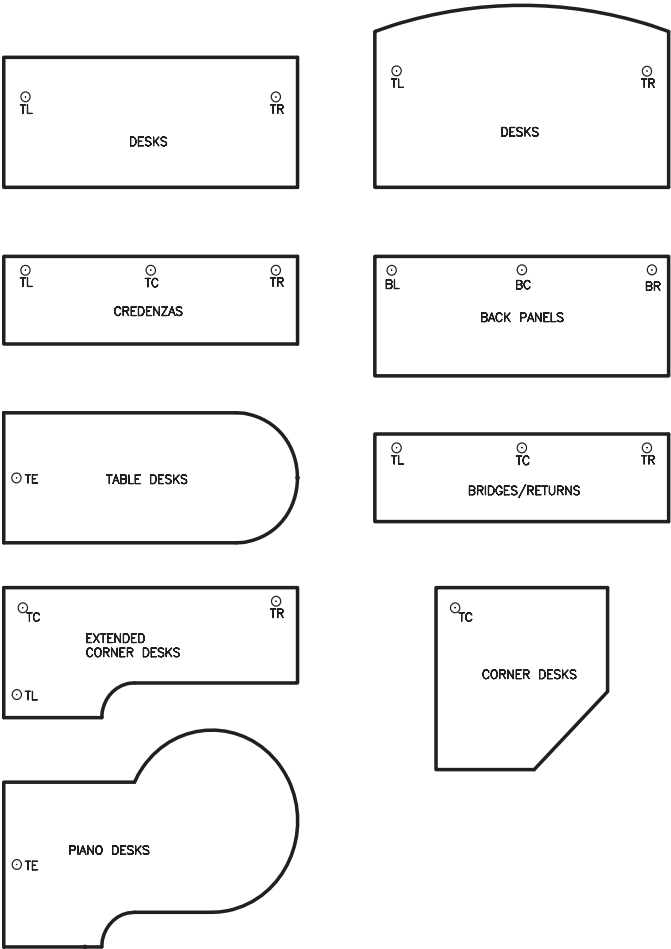 TL
TR
DESKS
TL
TR
DESKS
TL
TC
TR
CREDENZAS
BL
BC
BR
BACK PANELS
TE
TABLE DESKS
TL
TC
TR
BRIDGES/RETURNS
TC
TR
EXTENDED
CORNER DESKS
TL
TC
CORNER DESKS
PIANO DESKS
TE